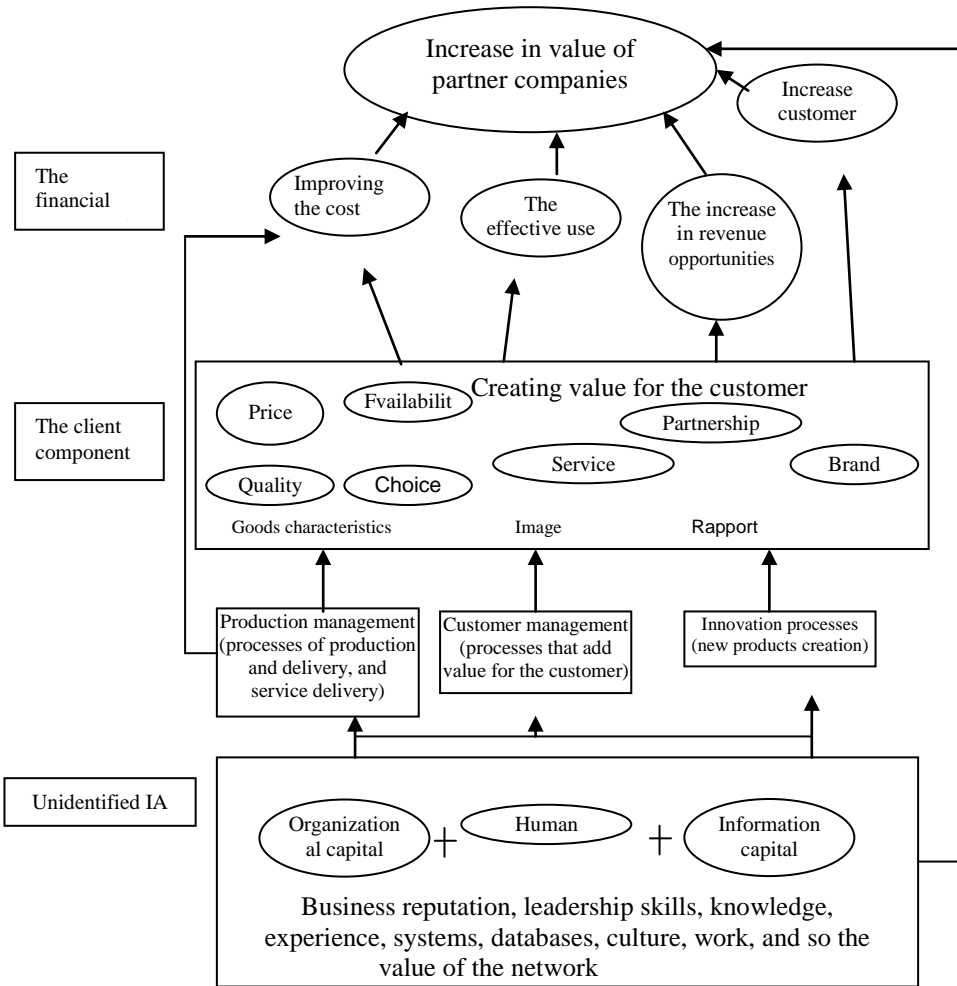 Increase in value of
partner companies
Increase
customer
The
financial
Improving
the cost
The
effective use
The increase
in revenue
opportunities
Creating value for the customer
The client
component
Price
Fvailabilit
Partnership
Quality
Choice
Service
Brand
Goods characteristics
Image
Rapport
Production management
(processes of production
and delivery, and
service delivery)
Customer management
(processes that add
value for the customer)
Innovation processes
(new products creation)
Unidentified IA
Organization
al capital
+
Human
+
Information
capital
Business reputation, leadership skills, knowledge,
experience, systems, databases, culture, work, and so the
value of the network